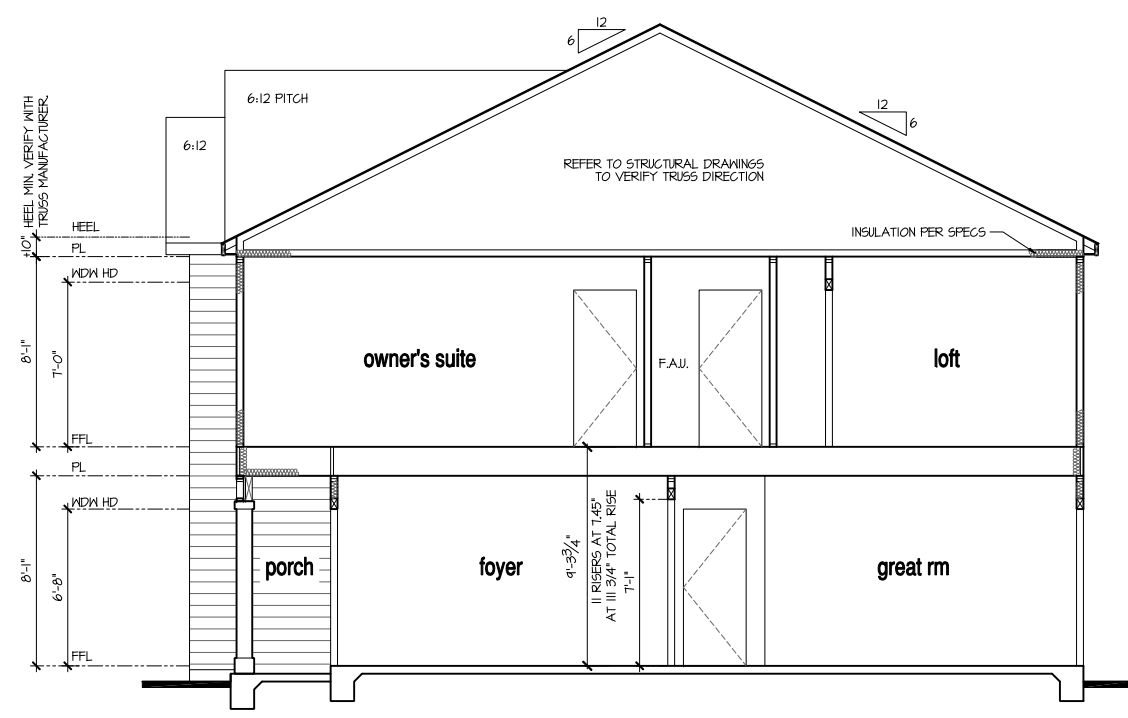 12
6
6:12 PITCH
6:12
12
6
REFER TO STRUCTURAL DRAWINGS
TO VERIFY TRUSS DIRECTION
±10" HEEL MIN. VERIFY WITH
TRUSS MANUFACTURER.
HEEL
PL
INSULATION PER SPECS
WDW HD
8'-1"
7'-0"
owner's suite
F.A.U.
loft
FFL
PL
WDW HD
8'-1"
6'-8"
porch
foyer
9'-3 3/4"
11 RISERS AT 7.45"
AT 111 3/4" TOTAL RISE
7'-1"
great rm
FFL